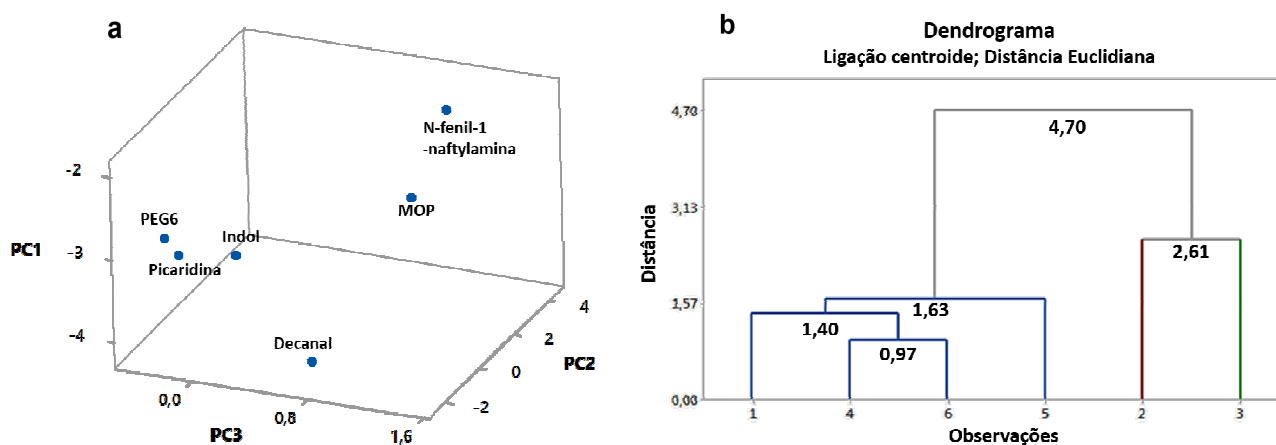 a
N-fenil-1
-naftylamina
-2
MOP
PEG6
Indol
PC1
-3
Picaridina
4
-4
Decanal
2
PC2
0
0,0
-2
0,8
PC3
1,6
b
Dendrograma
Ligação centroide; Distância Euclidiana
4,70
4,70
3,13
Distância
2,61
1,57
1,63
1,40
0,97
0,00
1 4 6 5 2 3
Observações